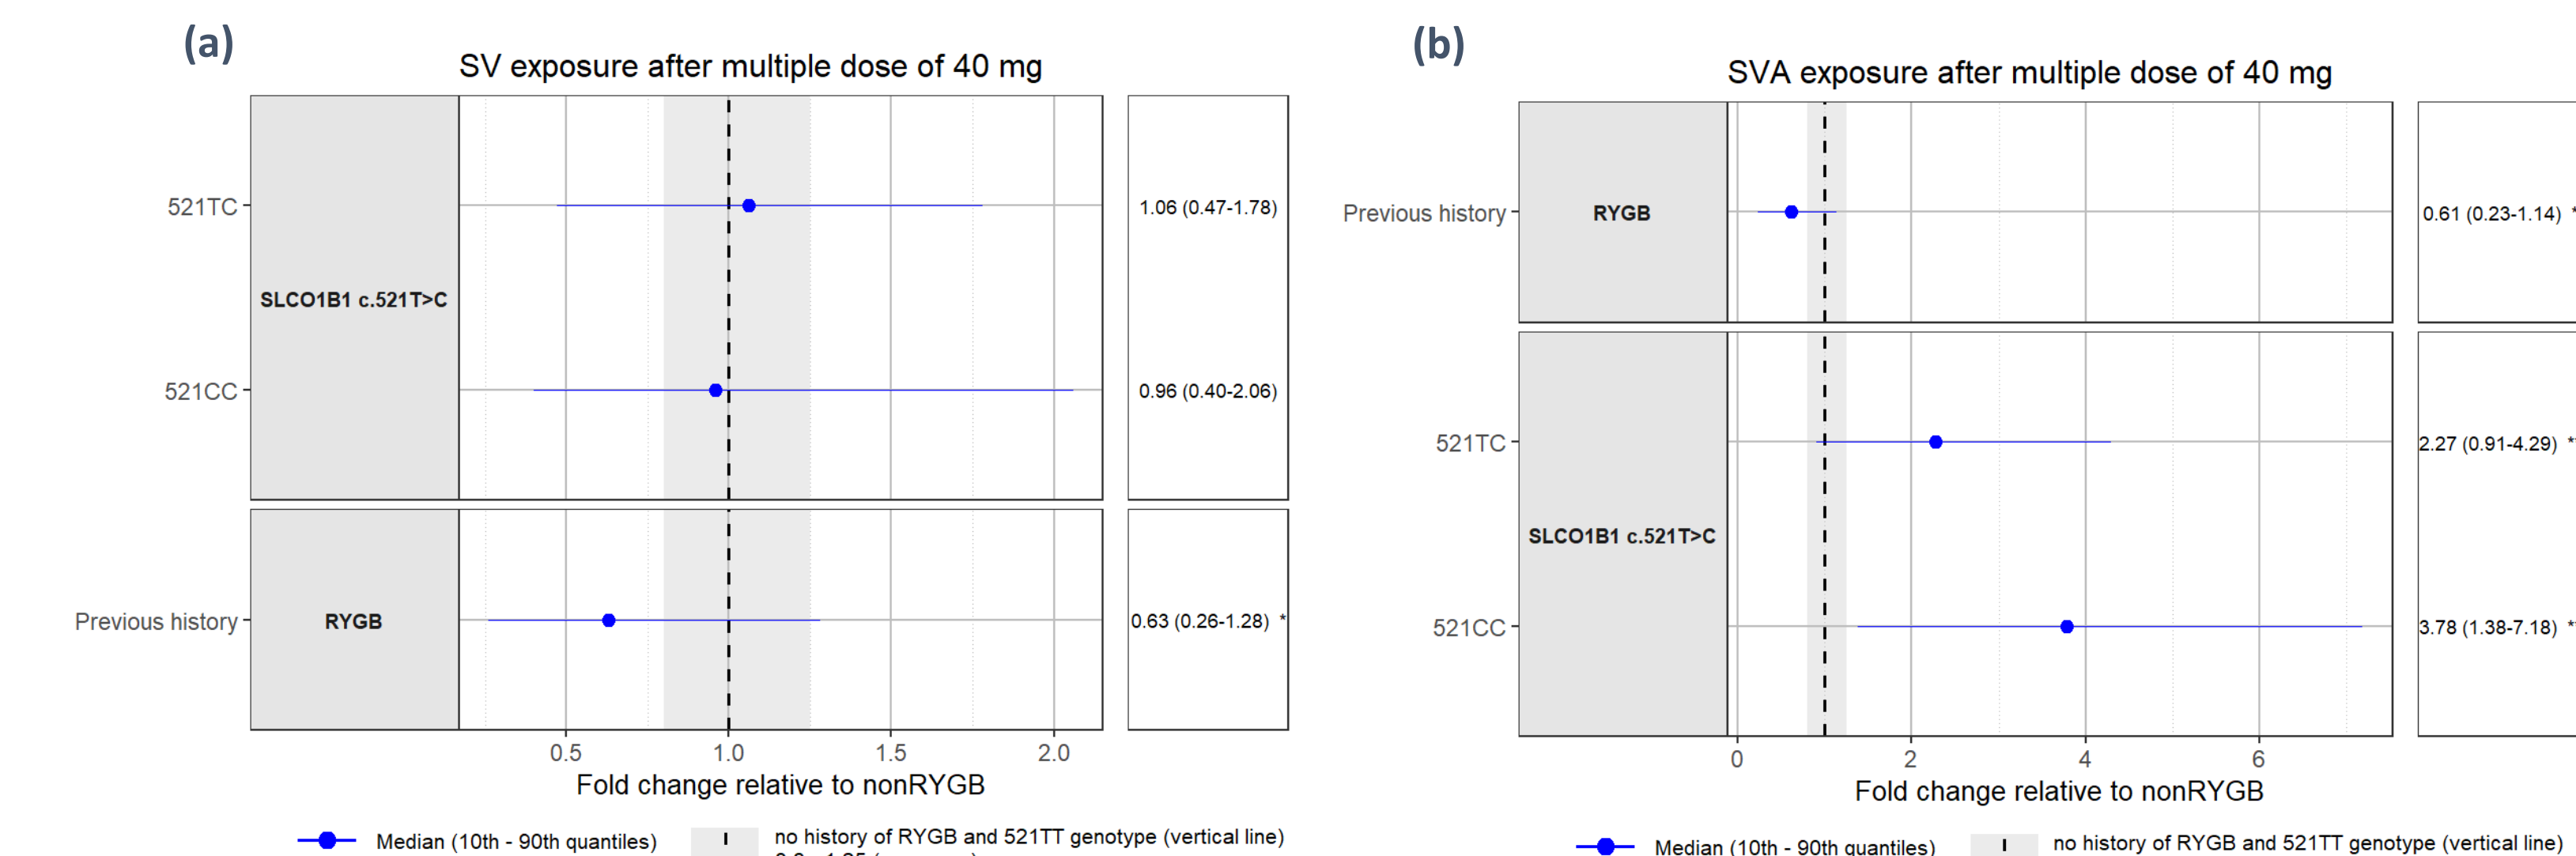 (a)
SV exposure after multiple dose of 40 mg
521TC
SLCO1B1 c.521T>C
1.06 (0.47-1.78)
521CC
0.96 (0.40-2.06)
Previous history
RYGB
0.63 (0.26-1.28) *
0.5 1.0 1.5 2.0
Fold change relative to nonRYGB
Median (10th - 90th quantiles)
no history of RYGB and 521TT genotype (vertical line)
(b)
SVA exposure after multiple dose of 40 mg
Previous history
RYGB
0.61 (0.23-1.14) *
521TC
2.27 (0.91-4.29) *
SLCO1B1 c.521T>C
521CC
3.78 (1.38-7.18) *
0 2 4 6
Fold change relative to nonRYGB
Median (10th - 90th quantiles)
no history of RYGB and 521TT genotype (vertical line)